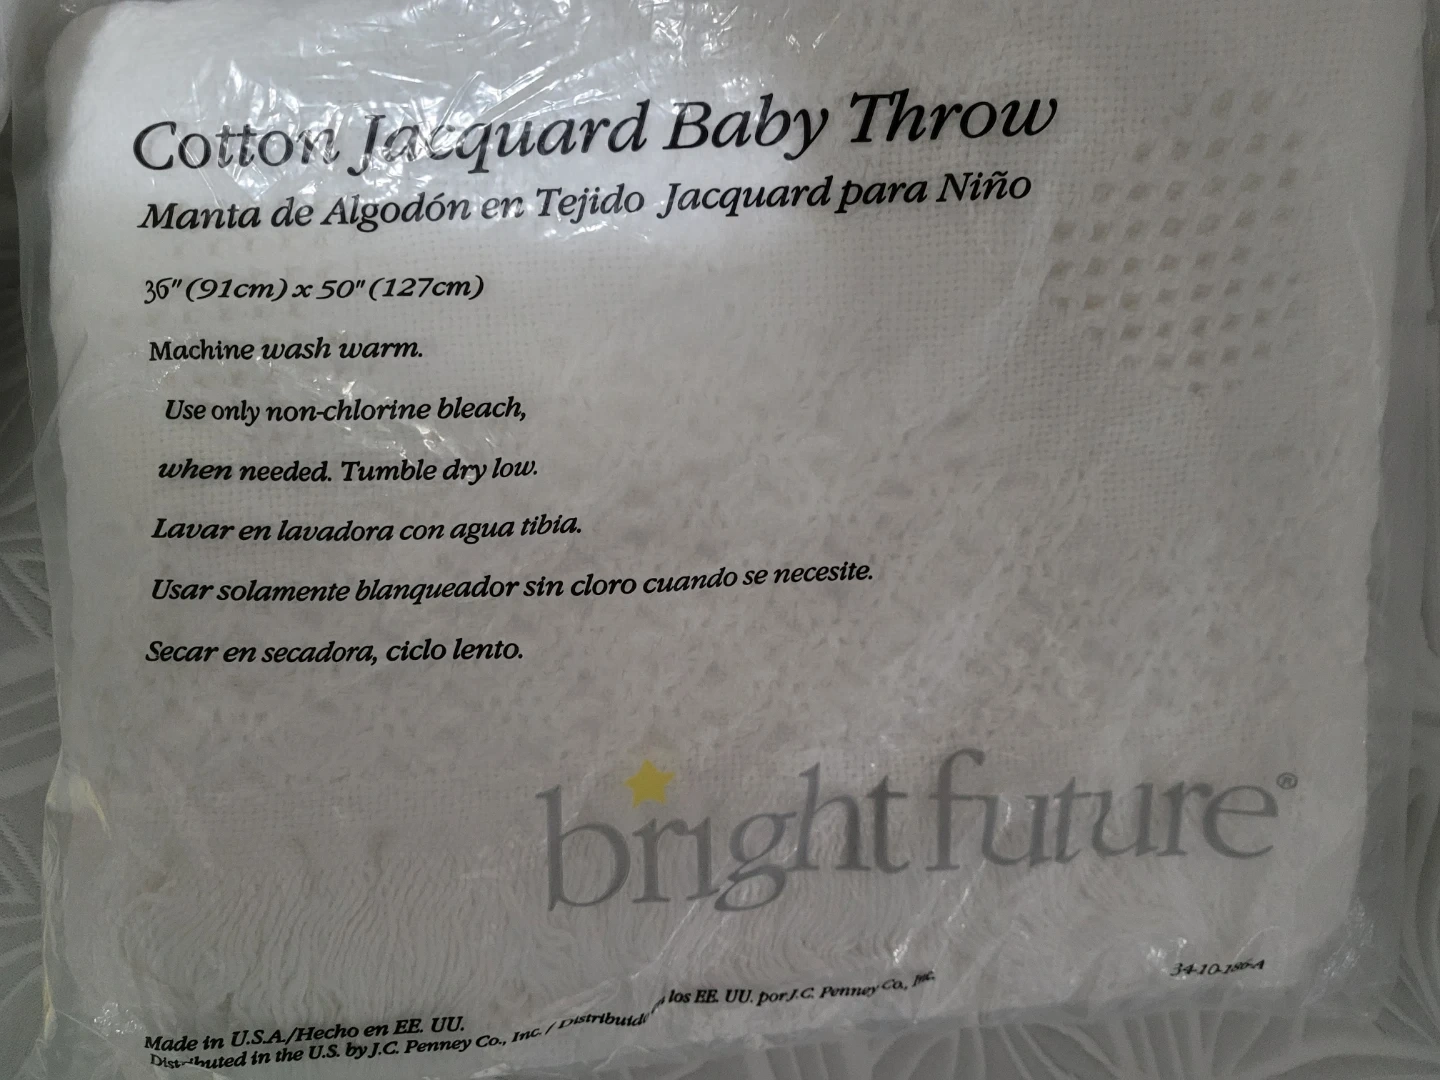 Cotton Jacquard Baby Throw
Manta de Algodón en Tejido Jacquard para Niño
36" (91cm) x 50" (127cm)
Machine wash warm.
Use only non-chlorine bleach,
when needed. Tumble dry low.
Lavar en lavadora con agua tibia.
Usar solamente blanqueador sin cloro cuando se necesite.
Secar en secadora, ciclo lento.
bright future®
34-10-186-A
Made in U.S.A./Hecho en EE. UU.
Distributed in the U.S. by J.C. Penney Co., Inc. / Distribuido los EE. UU. por J.C. Penney Co., Inc.